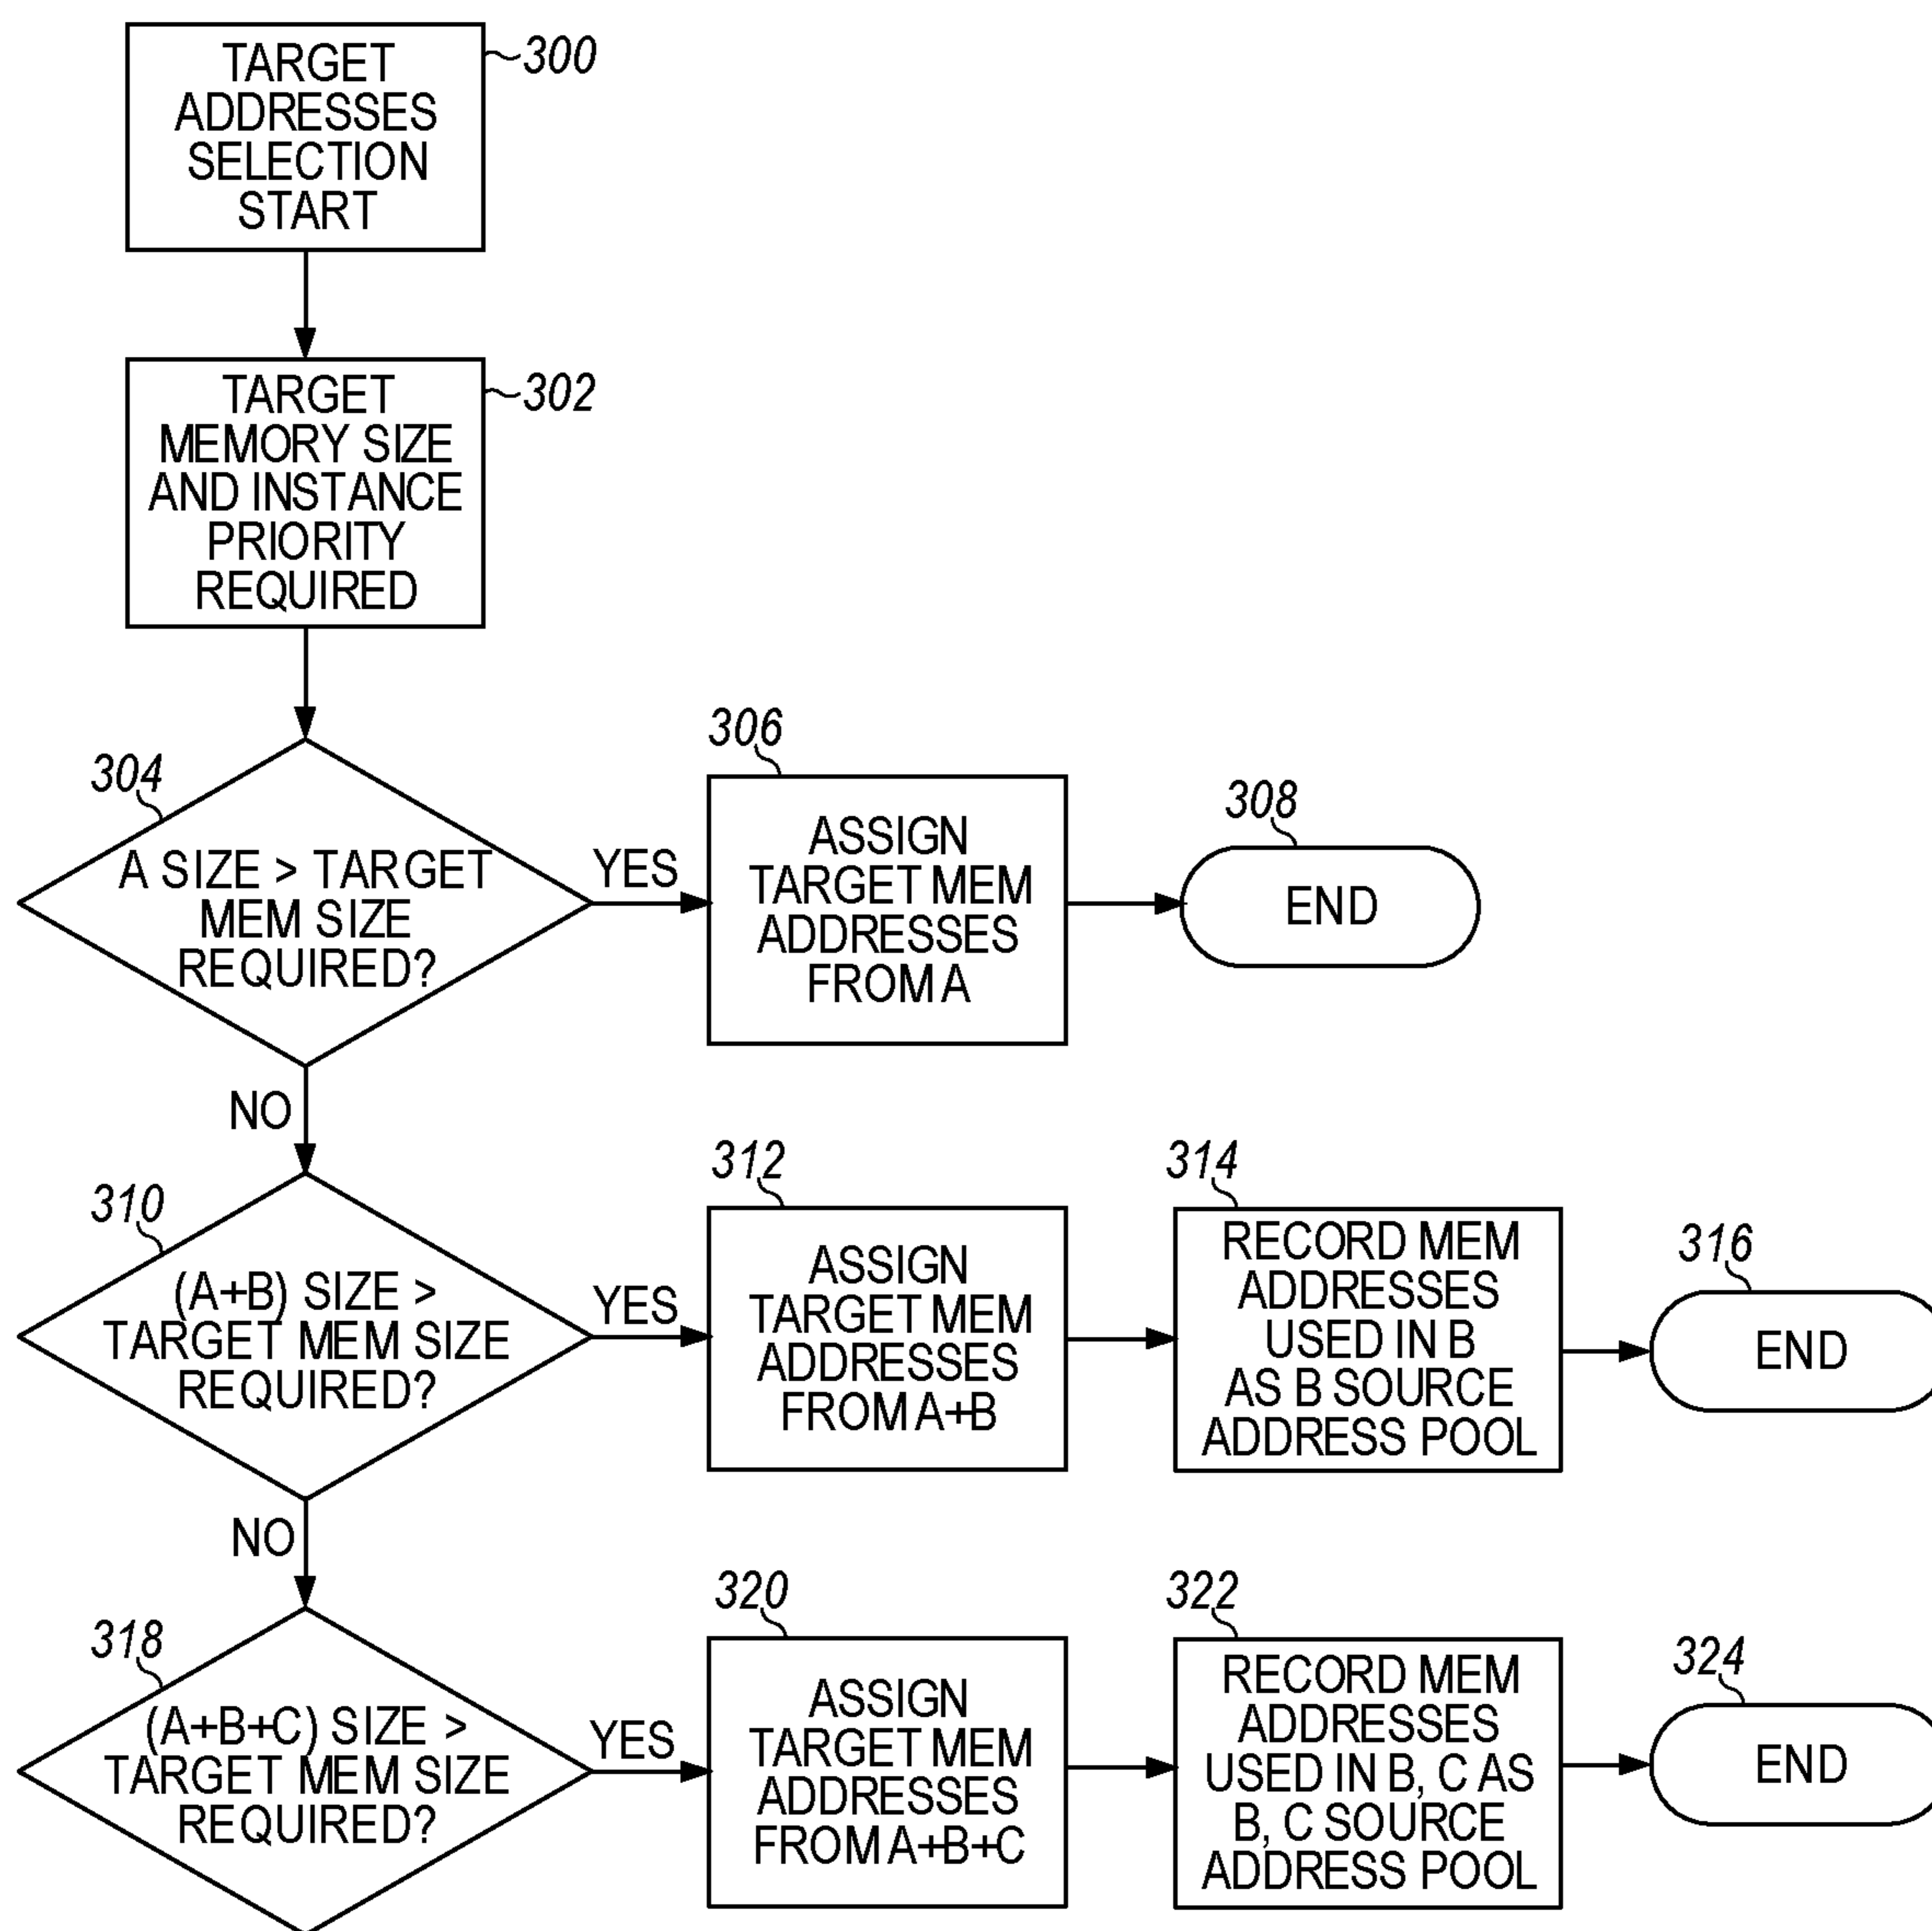 TARGET
ADDRESSES
SELECTION
START
300
TARGET
MEMORY SIZE
AND INSTANCE
PRIORITY
REQUIRED
302
304
A SIZE > TARGET
MEM SIZE
REQUIRED?
YES
306
ASSIGN
TARGET MEM
ADDRESSES
FROM A
308
END
NO
310
(A+B) SIZE >
TARGET MEM SIZE
REQUIRED?
YES
312
ASSIGN
TARGET MEM
ADDRESSES
FROM A+B
314
RECORD MEM
ADDRESSES
USED IN B
AS B SOURCE
ADDRESS POOL
316
END
NO
318
(A+B+C) SIZE >
TARGET MEM SIZE
REQUIRED?
YES
320
ASSIGN
TARGET MEM
ADDRESSES
FROM A+B+C
322
RECORD MEM
ADDRESSES
USED IN B, C AS
B, C SOURCE
ADDRESS POOL
324
END